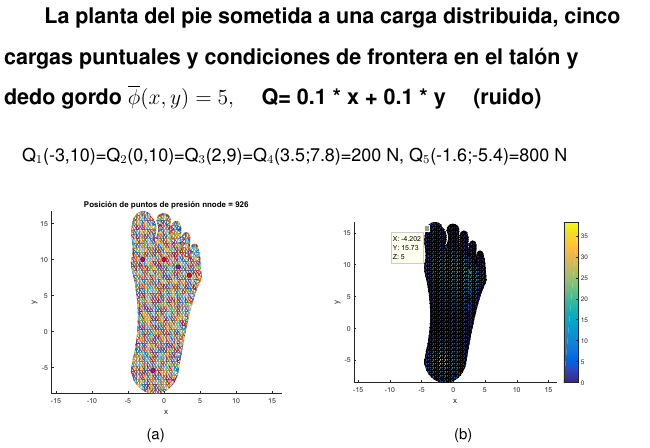 La planta del pie sometida a una carga distribuida, cinco
cargas puntuales y condiciones de frontera en el talón y
dedo gordo ϕ̅(x, y) = 5, Q= 0.1 * x + 0.1 * y (ruido)
Q₁(-3,10)=Q₂(0,10)=Q₃(2,9)=Q₄(3.5;7.8)=200 N, Q₅(-1.6;-5.4)=800 N
Posición de puntos de presión nnode = 926
15
10
5
0
-5
y
-15 -10 -5 0 5 10 15
x
(a)
X: -4.202
Y: 15.73
Z: 5
15
10
5
0
-5
y
-15 -10 -5 0 5 10 15
x
35
30
25
20
15
10
5
0
(b)